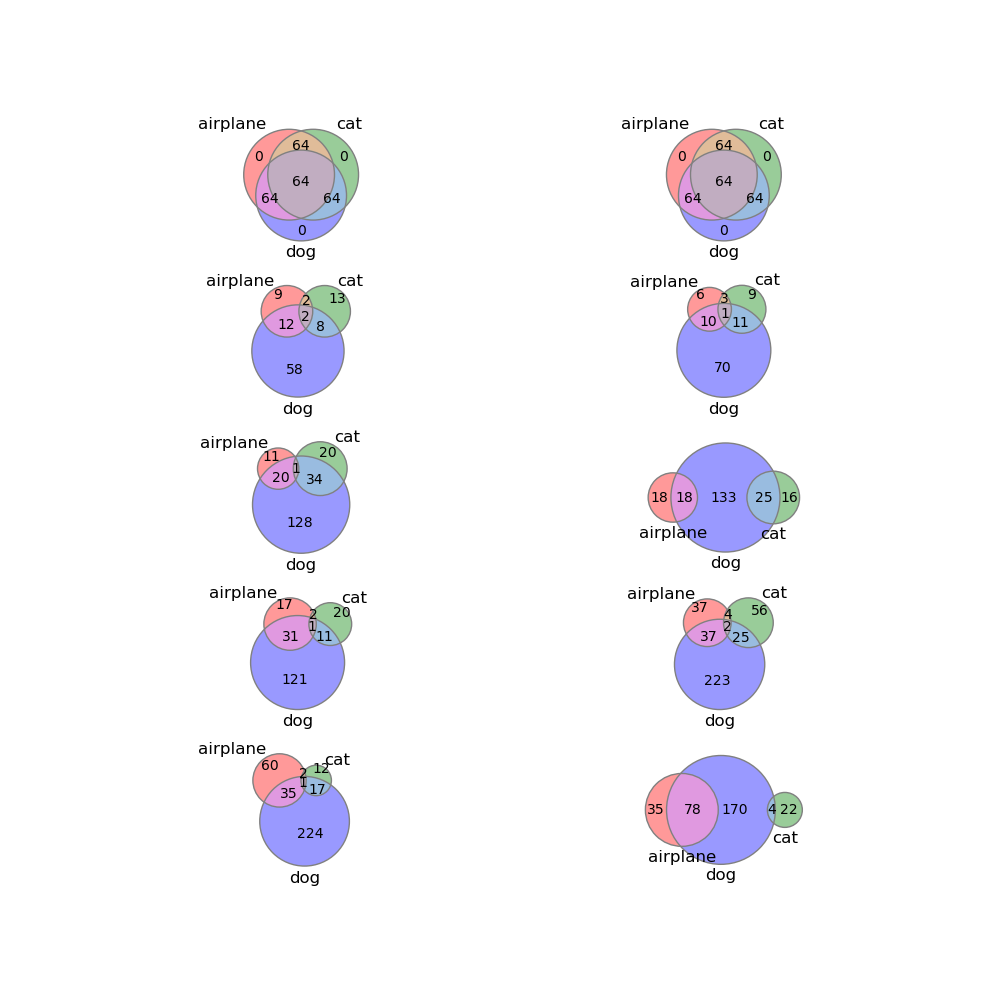 airplane cat
64
0 0
64
64 64
0
dog
airplane cat
64
0 0
64
64 64
0
dog
airplane cat
9 2 13
12 2 8
58
dog
airplane cat
6 3 9
10 1 11
70
dog
airplane cat
11 20
20 1 34
128
dog
18 18 133 25 16
airplane cat
dog
airplane cat
17 2 20
31 1 11
121
dog
airplane cat
37 4 56
37 2 25
223
dog
airplane cat
60 2 12
35 1 17
224
dog
35 78 170 4 22
airplane cat
dog